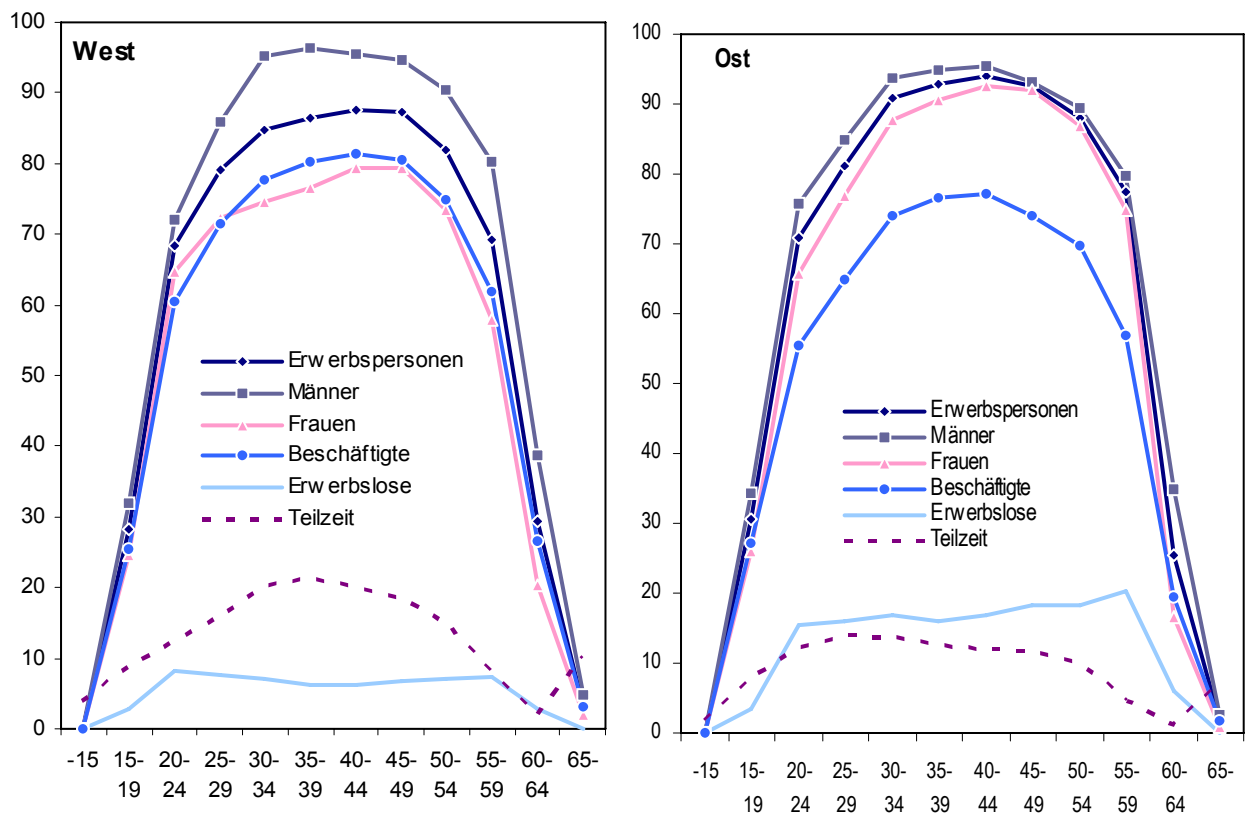 West
100
90
80
70
60
50
40
30
20
10
0
Erwerbspersonen
Männer
Frauen
Beschäftigte
Erwerbslose
Teilzeit
-15 15- 20- 25- 30- 35- 40- 45- 50- 55- 60- 65-
19 24 29 34 39 44 49 54 59 64
Ost
100
90
80
70
60
50
40
30
20
10
0
Erwerbspersonen
Männer
Frauen
Beschäftigte
Erwerbslose
Teilzeit
-15 15- 20- 25- 30- 35- 40- 45- 50- 55- 60- 65-
19 24 29 34 39 44 49 54 59 64